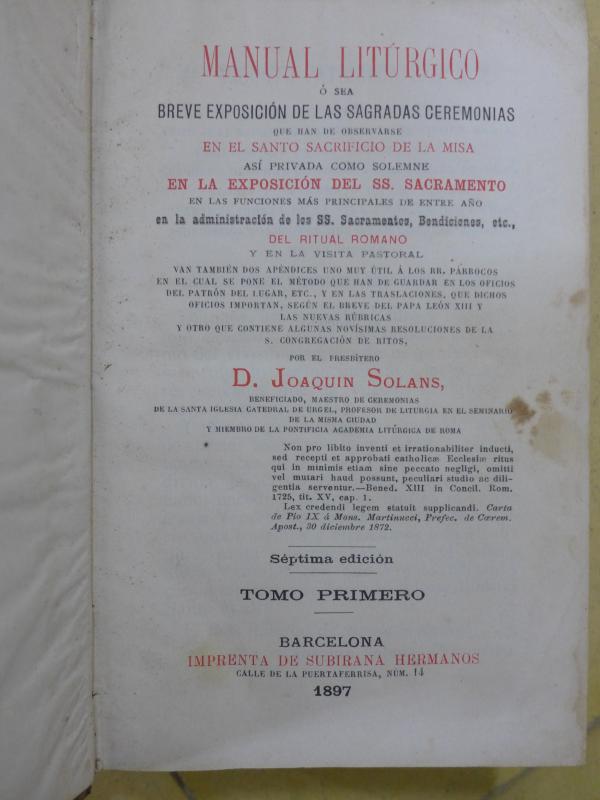 MANUAL LITÚRGICO
Ó SEA
BREVE EXPOSICIÓN DE LAS SAGRADAS CEREMONIAS
QUE HAN DE OBSERVARSE
EN EL SANTO SACRIFICIO DE LA MISA
ASÍ PRIVADA COMO SOLEMNE
EN LA EXPOSICIÓN DEL SS. SACRAMENTO
EN LAS FUNCIONES MÁS PRINCIPALES DE ENTRE AÑO
en la administración de los SS. Sacramentos, Bendiciones, etc.,
DEL RITUAL ROMANO
Y EN LA VISITA PASTORAL
VAN TAMBIÉN DOS APÉNDICES UNO MUY ÚTIL Á LOS RR. PÁRROCOS
EN EL CUAL SE PONE EL MÉTODO QUE HAN DE GUARDAR EN LOS OFICIOS
DEL PATRÓN DEL LUGAR, ETC., Y EN LAS TRASLACIONES, QUE DICHOS
OFICIOS IMPORTAN, SEGÚN EL BREVE DEL PAPA LEÓN XIII Y
LAS NUEVAS RÚBRICAS
Y OTRO QUE CONTIENE ALGUNAS NOVÍSIMAS RESOLUCIONES DE LA
S. CONGREGACIÓN DE RITOS,
POR EL PRESBÍTERO
D. JOAQUIN SOLANS,
BENEFICIADO, MAESTRO DE CEREMONIAS
DE LA SANTA IGLESIA CATEDRAL DE URGEL, PROFESOR DE LITURGIA EN EL SEMINARIO
DE LA MISMA CIUDAD
Y MIEMBRO DE LA PONTIFICIA ACADEMIA LITÚRGICA DE ROMA
Non pro libito inventi et irrationabiliter inducti,
sed recepti et approbati catholicæ Ecclesiæ ritus
qui in minimis etiam sine peccato negligi, omitti
vel mutari haud possunt, peculiari studio ac dili-
gentia serventur.—Bened. XIII in Concil. Rom.
1725, tit. XV, cap. 1.
Lex credendi legem statuit supplicandi. Carta
de Pio IX á Mons. Martinucci, Prefec. de Cærem.
Apost., 30 diciembre 1872.
Séptima edición
TOMO PRIMERO
BARCELONA
IMPRENTA DE SUBIRANA HERMANOS
CALLE DE LA PUERTAFERRISA, NÚM. 14
1897